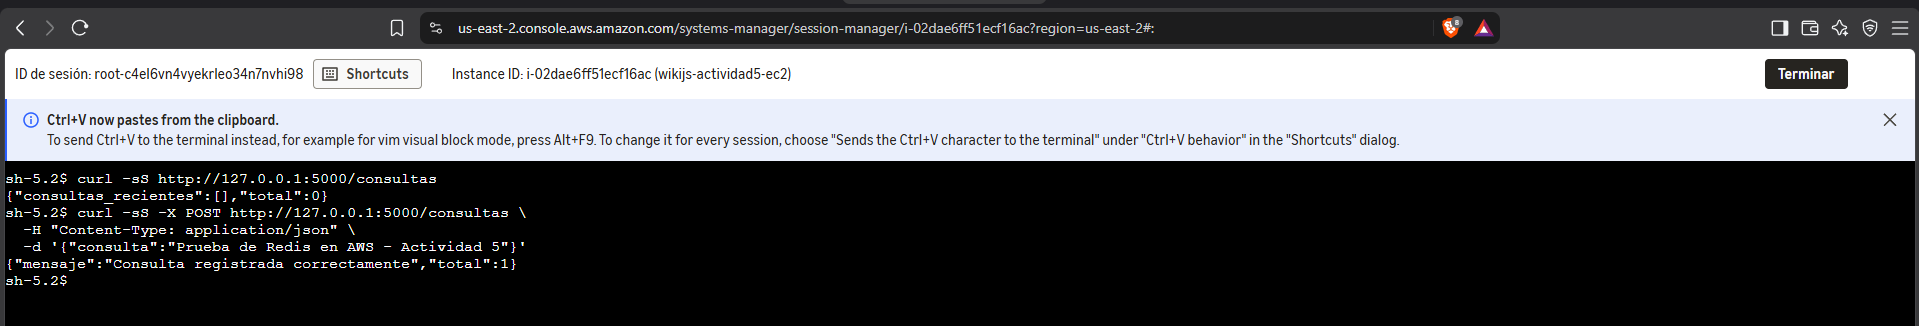 us-east-2.console.aws.amazon.com/systems-manager/session-manager/i-02dae6ff51ecf16ac?region=us-east-2#:
8
ID de sesión: root-c4el6vn4vyekrleo34n7nvhi98
Shortcuts
Instance ID: i-02dae6ff51ecf16ac (wikijs-actividad5-ec2)
Terminar
Ctrl+V now pastes from the clipboard.
To send Ctrl+V to the terminal instead, for example for vim visual block mode, press Alt+F9. To change it for every session, choose "Sends the Ctrl+V character to the terminal" under "Ctrl+V behavior" in the "Shortcuts" dialog.
sh-5.2$ curl -sS http://127.0.0.1:5000/consultas
{"consultas_recientes":[],"total":0}
sh-5.2$ curl -sS -X POST http://127.0.0.1:5000/consultas \
  -H "Content-Type: application/json" \
  -d '{"consulta":"Prueba de Redis en AWS - Actividad 5"}'
{"mensaje":"Consulta registrada correctamente","total":1}
sh-5.2$